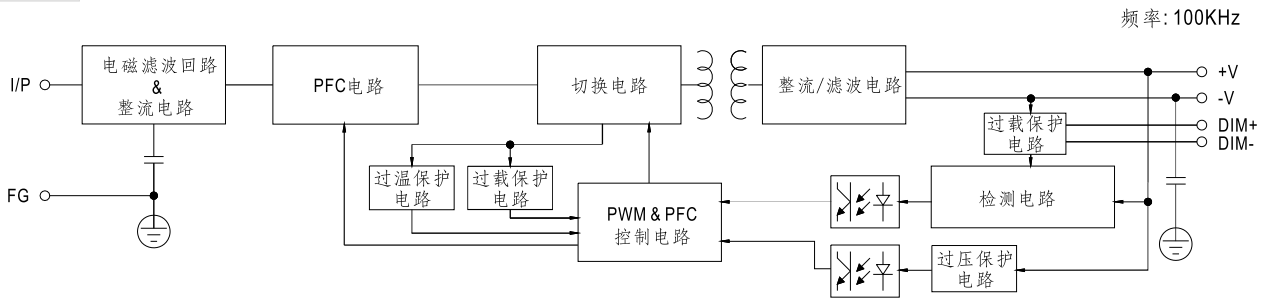 频率: 100KHz
I/P
电磁滤波回路
&
整流电路
PFC电路
切换电路
整流/滤波电路
+V
-V
DIM+
DIM-
过载保护
电路
FG
过温保护
电路
过载保护
电路
PWM & PFC
控制电路
检测电路
过压保护
电路